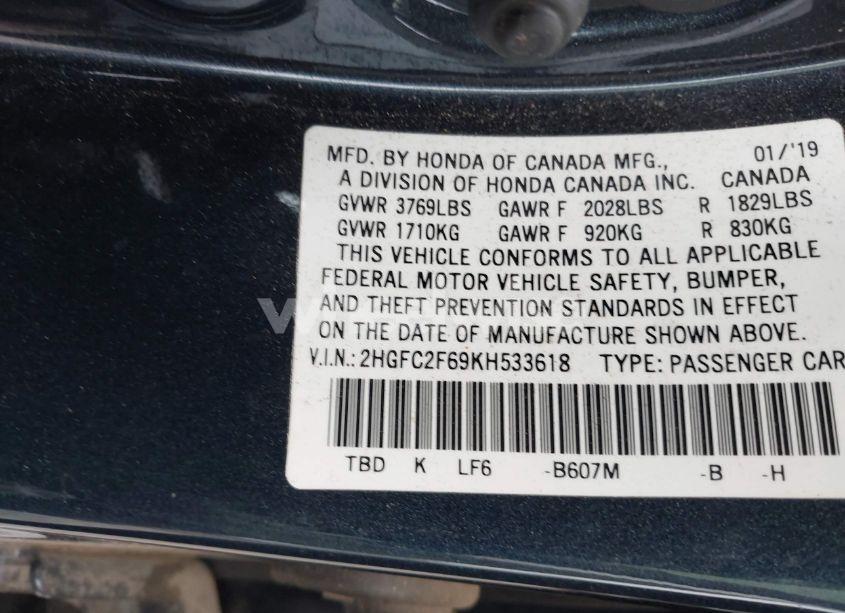 MFD. BY HONDA OF CANADA MFG., 01/'19
A DIVISION OF HONDA CANADA INC. CANADA
GVWR 3769LBS GAWR F 2028LBS R 1829LBS
GVWR 1710KG GAWR F 920KG R 830KG
THIS VEHICLE CONFORMS TO ALL APPLICABLE
FEDERAL MOTOR VEHICLE SAFETY, BUMPER,
AND THEFT PREVENTION STANDARDS IN EFFECT
ON THE DATE OF MANUFACTURE SHOWN ABOVE.
V.I.N.: 2HGFC2F69KH533618 TYPE: PASSENGER CAR
TBD K LF6 -B607M -B -H